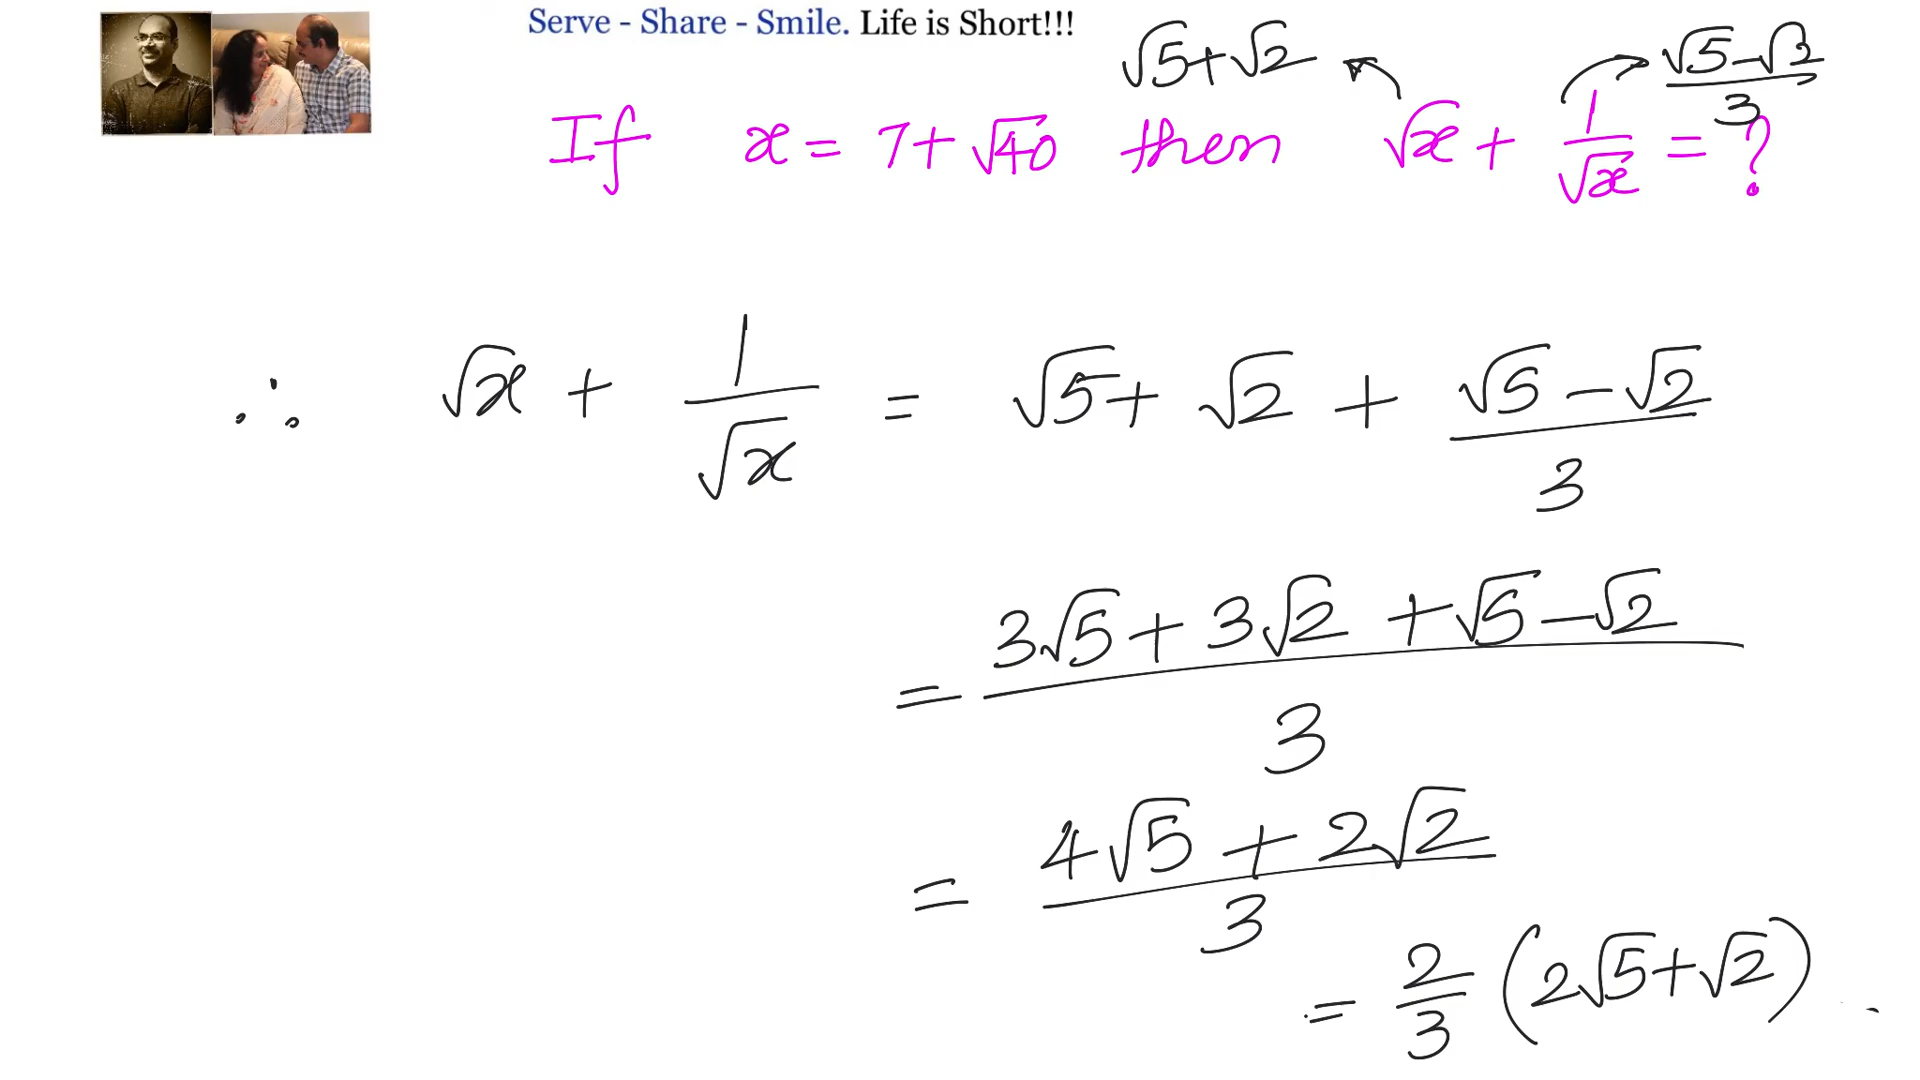 Serve - Share - Smile. Life is Short!!!
√5+√2
(√5-√2)/3
If x = 7+√40 then √x + 1/√x = ?
∴ √x + 1/√x = √5+ √2 + (√5-√2)/3
= (3√5+3√2+√5-√2)/3
= (4√5+2√2)/3
= 2/3 (2√5+√2)